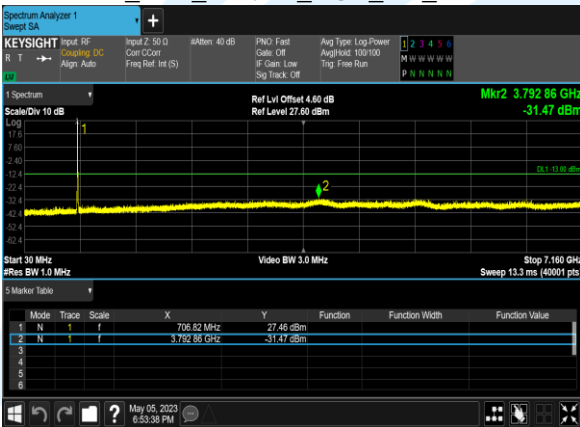 Spectrum Analyzer 1
Swept SA
+
KEYSIGHT Input: RF Input Z: 50 Ω #Atten: 40 dB PNO: Fast Avg Type: Log-Power 1 2 3 4 5 6
R T Coupling: DC Corr CCorr Gate: Off Avg|Hold: 100/100 M W W W W W
Align: Auto Freq Ref: Int (S) IF Gain: Low Trig: Free Run
Sig Track: Off P N N N N N
1 Spectrum Ref Lvl Offset 4.60 dB Mkr2 3.792 86 GHz
Scale/Div 10 dB Ref Level 27.60 dBm -31.47 dBm
Log
17.6 1
7.60
-2.40
-12.4 DL1 -13.00 dBm
-22.4 2
-32.4
-42.4
-52.4
-62.4
Start 30 MHz Video BW 3.0 MHz Stop 7.160 GHz
#Res BW 1.0 MHz Sweep 13.3 ms (40001 pts
5 Marker Table
Mode Trace Scale X Y Function Function Width Function Value
1 N 1 f 706.82 MHz 27.46 dBm
2 N 1 f 3.792 86 GHz -31.47 dBm
3
4
5
6
? May 05, 2023
6:53:38 PM